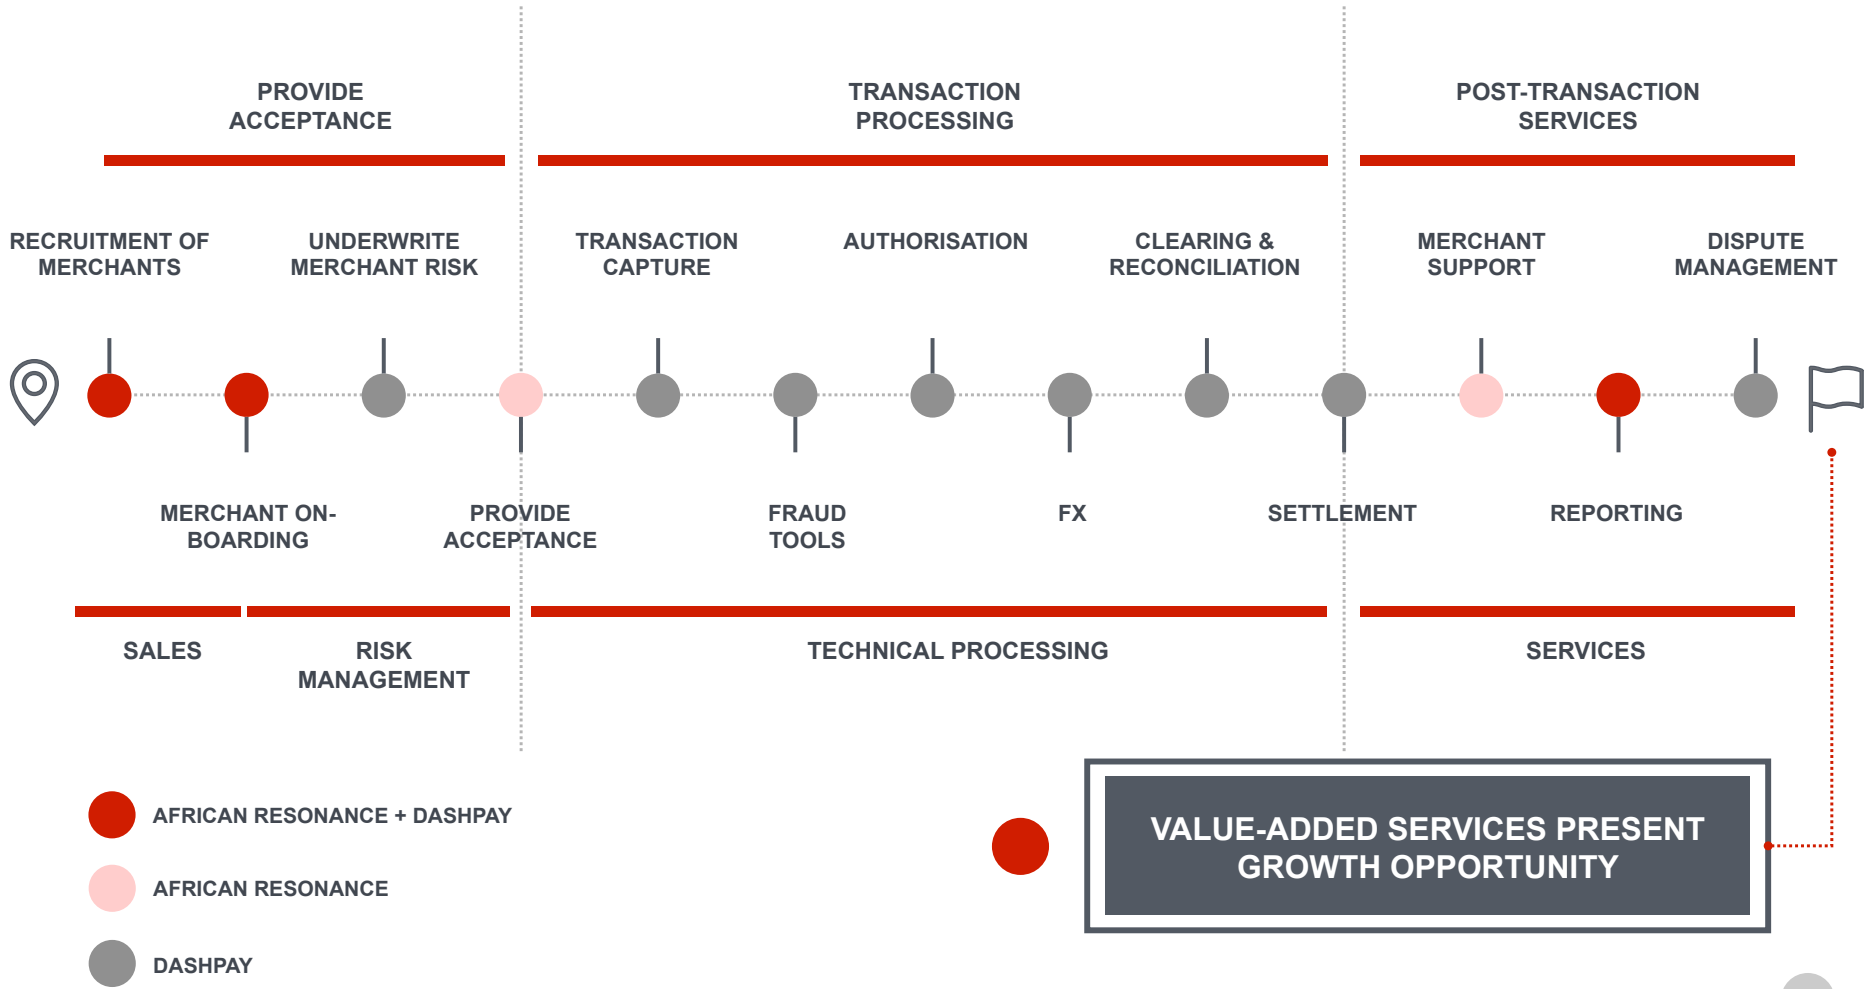 PROVIDE
ACCEPTANCE
TRANSACTION
PROCESSING
POST-TRANSACTION
SERVICES
RECRUITMENT OF
MERCHANTS
UNDERWRITE
MERCHANT RISK
TRANSACTION
CAPTURE
AUTHORISATION
CLEARING &
RECONCILIATION
MERCHANT
SUPPORT
DISPUTE
MANAGEMENT
MERCHANT ON-
BOARDING
PROVIDE
ACCEPTANCE
FRAUD
TOOLS
FX
SETTLEMENT
REPORTING
SALES
RISK
MANAGEMENT
TECHNICAL PROCESSING
SERVICES
AFRICAN RESONANCE + DASHPAY
AFRICAN RESONANCE
DASHPAY
VALUE-ADDED SERVICES PRESENT
GROWTH OPPORTUNITY